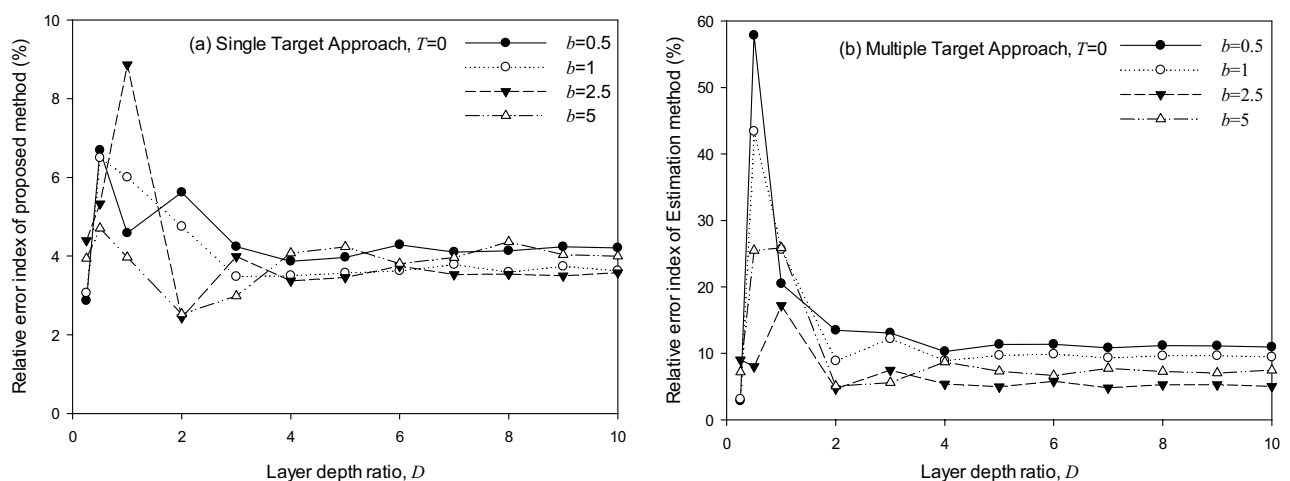 Relative error index of proposed method (%)
10
8
6
4
2
0
(a) Single Target Approach, T=0
b=0.5
b=1
b=2.5
b=5
0 2 4 6 8 10
Layer depth ratio, D
Relative error index of Estimation method (%)
60
50
40
30
20
10
0
(b) Multiple Target Approach, T=0
b=0.5
b=1
b=2.5
b=5
0 2 4 6 8 10
Layer depth ratio, D